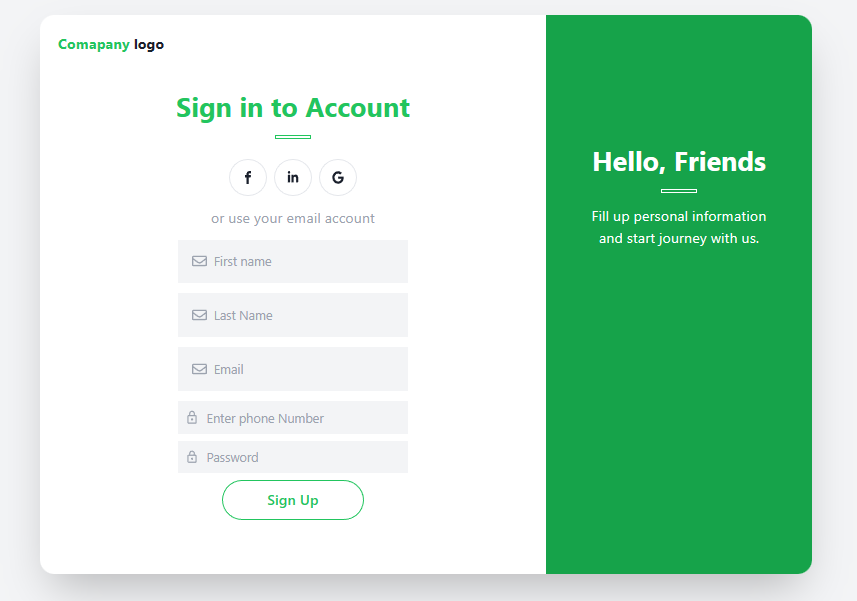 Comapany logo
Sign in to Account
f
in
G
or use your email account
First name
Last Name
Email
Enter phone Number
Password
Sign Up
Hello, Friends
Fill up personal information
and start journey with us.